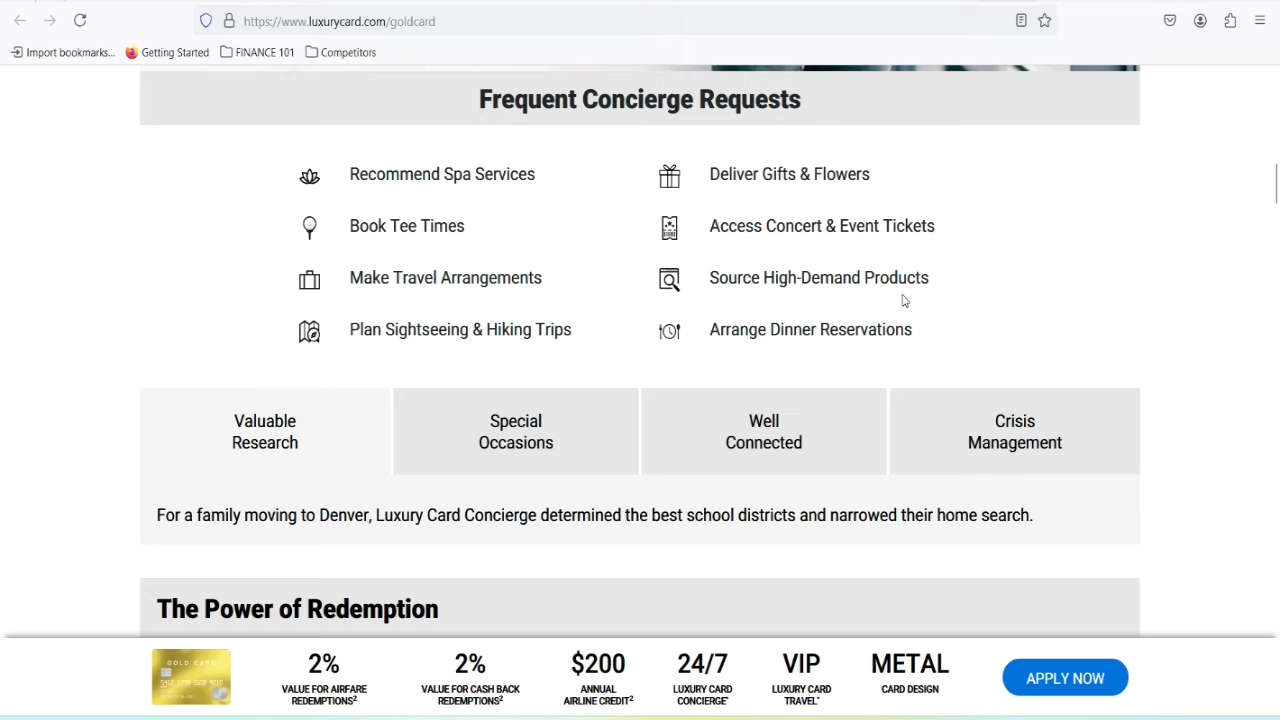 https://www.luxurycard.com/goldcard
Import bookmarks... Getting Started FINANCE 101 Competitors
Frequent Concierge Requests
Recommend Spa Services Deliver Gifts & Flowers
Book Tee Times Access Concert & Event Tickets
Make Travel Arrangements Source High-Demand Products
Plan Sightseeing & Hiking Trips Arrange Dinner Reservations
Valuable Special Well Crisis
Research Occasions Connected Management
For a family moving to Denver, Luxury Card Concierge determined the best school districts and narrowed their home search.
The Power of Redemption
GOLD CARD
2% 2% $200 24/7 VIP METAL
VALUE FOR AIRFARE VALUE FOR CASH BACK ANNUAL LUXURY CARD LUXURY CARD CARD DESIGN
REDEMPTIONS² REDEMPTIONS² AIRLINE CREDIT² CONCIERGE* TRAVEL*
APPLY NOW